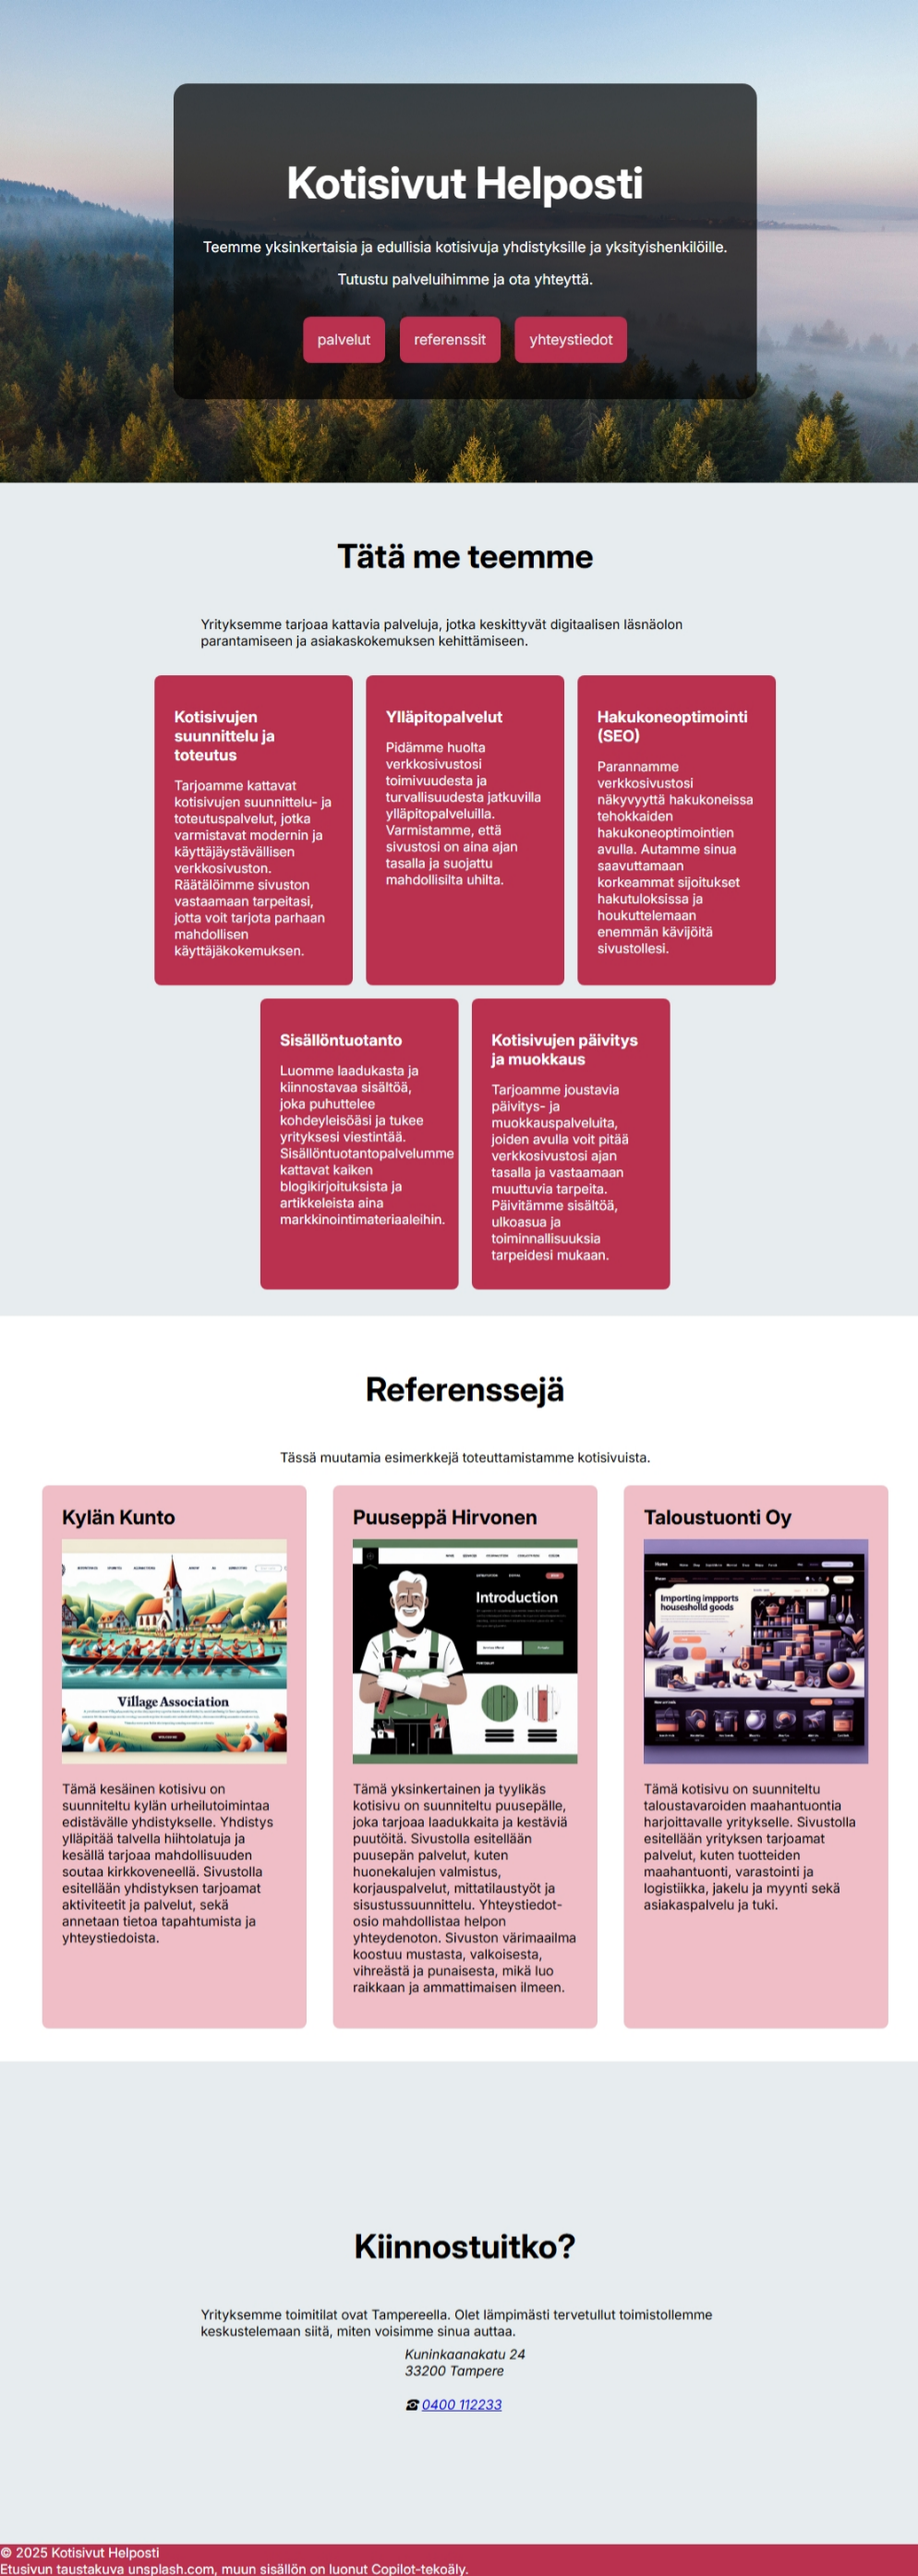 Kotisivut Helposti
Teemme yksinkertaisia ja edullisia kotisivuja yhdistyksille ja yksityishenkilöille.
Tutustu palveluihimme ja ota yhteyttä.
palvelut referenssit yhteystiedot
Tätä me teemme
Yrityksemme tarjoaa kattavia palveluja, jotka keskittyvät digitaalisen läsnäolon
parantamiseen ja asiakaskokemuksen kehittämiseen.
Kotisivujen
suunnittelu ja
toteutus
Tarjoamme kattavat
kotisivujen suunnittelu- ja
toteutuspalvelut, jotka
varmistavat modernin ja
käyttäjäystävällisen
verkkosivuston.
Räätälöimme sivuston
vastaamaan tarpeitasi,
jotta voit tarjota parhaan
mahdollisen
käyttäjäkokemuksen.
Ylläpitopalvelut
Pidämme huolta
verkkosivustosi
toimivuudesta ja
turvallisuudesta jatkuvilla
ylläpitopalveluilla.
Varmistamme, että
sivustosi on aina ajan
tasalla ja suojattu
mahdollisilta uhilta.
Hakukoneoptimointi
(SEO)
Parannamme
verkkosivustosi
näkyvyyttä hakukoneissa
tehokkaiden
hakukoneoptimointien
avulla. Autamme sinua
saavuttamaan
korkeammat sijoitukset
hakutuloksissa ja
houkuttelemaan
enemmän kävijöitä
sivustollesi.
Sisällöntuotanto
Luomme laadukasta ja
kiinnostavaa sisältöä,
joka puhuttelee
kohdeyleisöäsi ja tukee
yrityksesi viestintää.
Sisällöntuotantopalvelumme
kattavat kaiken
blogikirjoituksista ja
artikkeleista aina
markkinointimateriaaleihin.
Kotisivujen päivitys
ja muokkaus
Tarjoamme joustavia
päivitys- ja
muokkauspalveluita,
joiden avulla voit pitää
verkkosivustosi ajan
tasalla ja vastaamaan
muuttuvia tarpeita.
Päivitämme sisältöä,
ulkoasua ja
toiminnallisuuksia
tarpeidesi mukaan.
Referenssejä
Tässä muutamia esimerkkejä toteuttamistamme kotisivuista.
Kylän Kunto
Village Association
Tämä kesäinen kotisivu on
suunniteltu kylän urheilutoimintaa
edistävälle yhdistykselle. Yhdistys
ylläpitää talvella hiihtolatuja ja
kesällä tarjoaa mahdollisuuden
soutaa kirkkoveneellä. Sivustolla
esitellään yhdistyksen tarjoamat
aktiviteetit ja palvelut, sekä
annetaan tietoa tapahtumista ja
yhteystiedoista.
Puuseppä Hirvonen
Introduction
Tämä yksinkertainen ja tyylikäs
kotisivu on suunniteltu puusepälle,
joka tarjoaa laadukkaita ja kestäviä
puutöitä. Sivustolla esitellään
puusepän palvelut, kuten
huonekalujen valmistus,
korjauspalvelut, mittatilaustyöt ja
sisustussuunnittelu. Yhteystiedot-
osio mahdollistaa helpon
yhteydenoton. Sivuston värimaailma
koostuu mustasta, valkoisesta,
vihreästä ja punaisesta, mikä luo
raikkaan ja ammattimaisen ilmeen.
Taloustuonti Oy
Importing impports
househsolld goods
Tämä kotisivu on suunniteltu
taloustavaroiden maahantuontia
harjoittavalle yritykselle. Sivustolla
esitellään yrityksen tarjoamat
palvelut, kuten tuotteiden
maahantuonti, varastointi ja
logistiikka, jakelu ja myynti sekä
asiakaspalvelu ja tuki.
Kiinnostuitko?
Yrityksemme toimitilat ovat Tampereella. Olet lämpimästi tervetullut toimistollemme
keskustelemaan siitä, miten voisimme sinua auttaa.
Kuninkaanakatu 24
33200 Tampere
☎ 0400 112233
© 2025 Kotisivut Helposti
Etusivun taustakuva unsplash.com, muun sisällön on luonut Copilot-tekoäly.